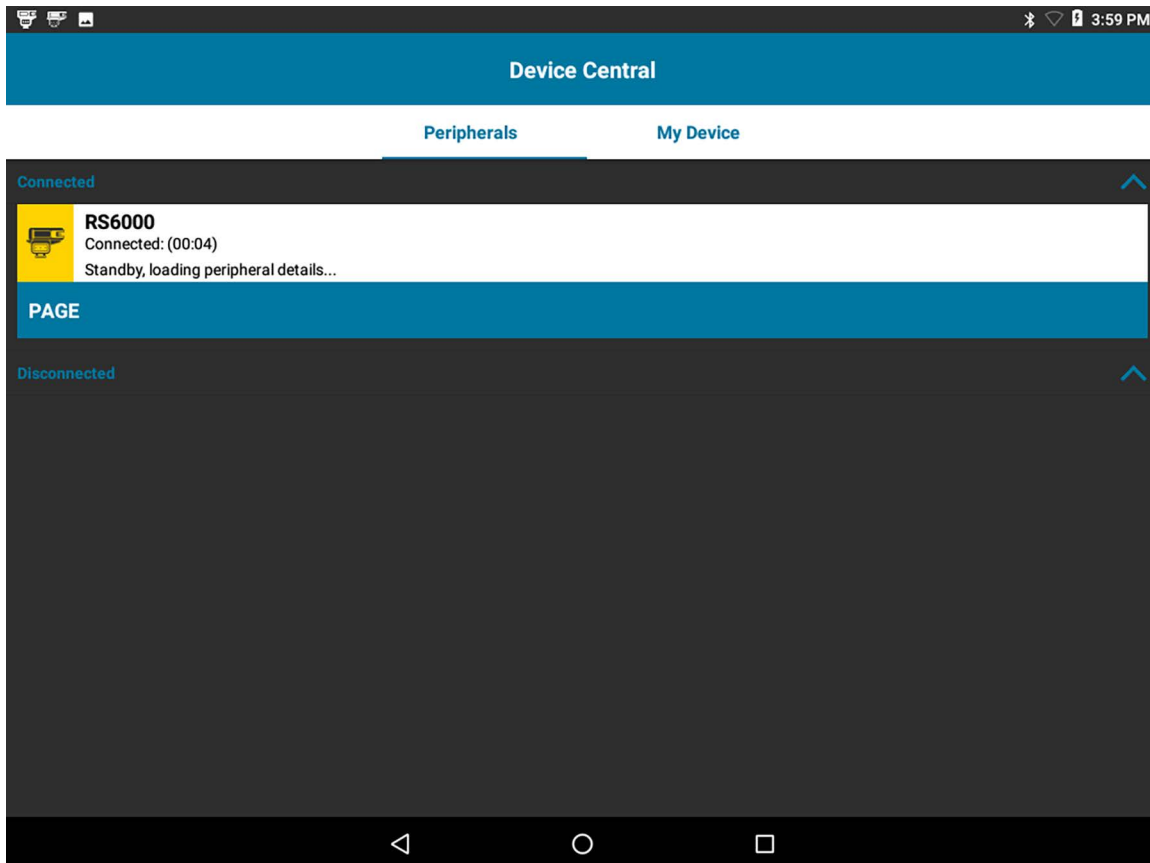 3:59 PM
Device Central
Peripherals
My Device
Connected
RS6000
Connected: (00:04)
Standby, loading peripheral details...
PAGE
Disconnected